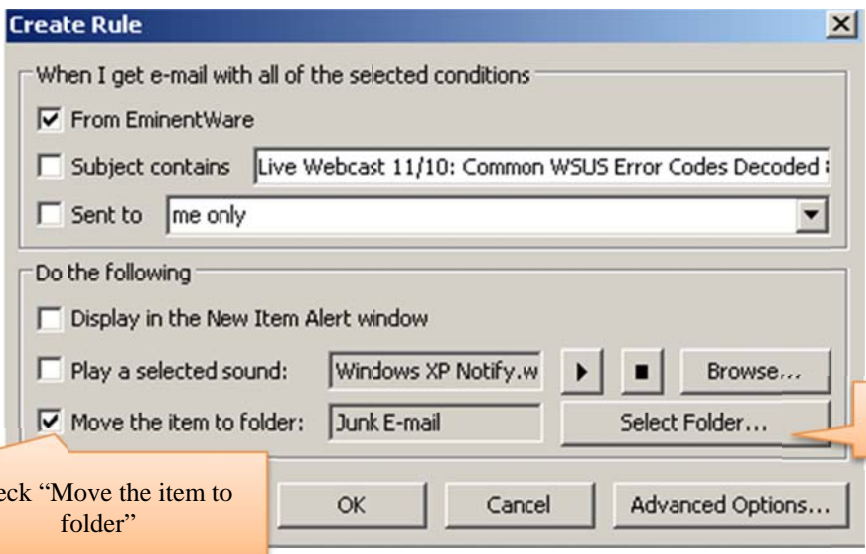 Create Rule
When I get e-mail with all of the selected conditions
From EminentWare
Subject contains Live Webcast 11/10: Common WSUS Error Codes Decoded
Sent to me only
Do the following
Display in the New Item Alert window
Play a selected sound: Windows XP Notify.w Browse...
Move the item to folder: Junk E-mail Select Folder...
eck “Move the item to
folder”
OK Cancel Advanced Options...